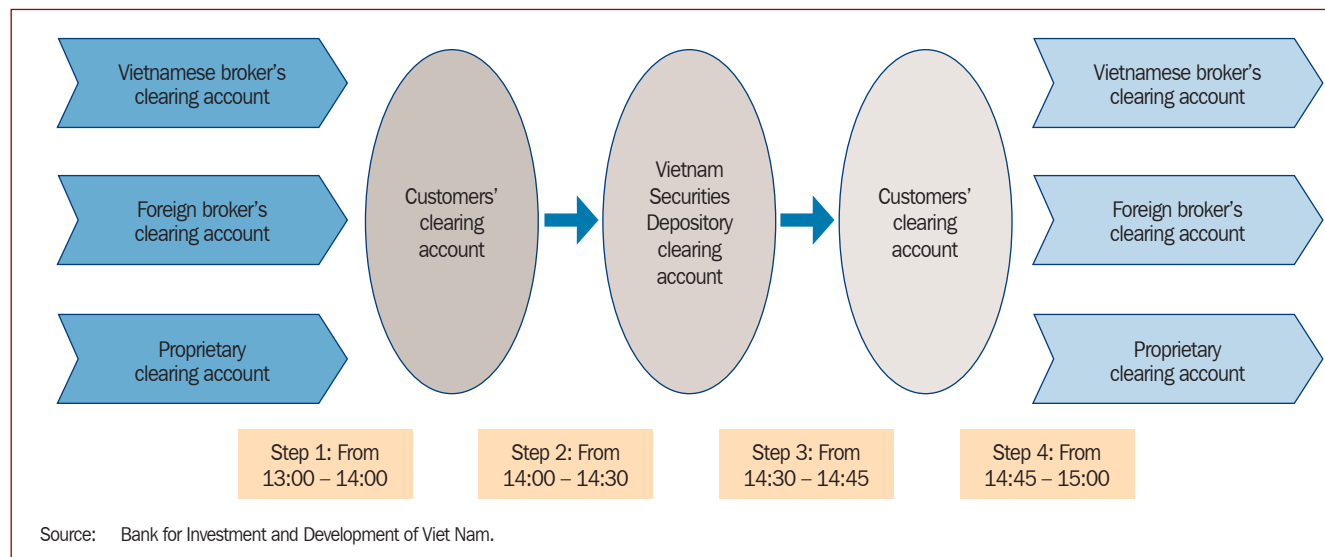 Vietnamese broker's
clearing account
Foreign broker's
clearing account
Proprietary
clearing account
Customers'
clearing
account
Vietnam
Securities
Depository
clearing
account
Customers'
clearing
account
Vietnamese broker's
clearing account
Foreign broker's
clearing account
Proprietary
clearing account
Step 1: From
13:00 – 14:00
Step 2: From
14:00 – 14:30
Step 3: From
14:30 – 14:45
Step 4: From
14:45 – 15:00
Source: Bank for Investment and Development of Viet Nam.